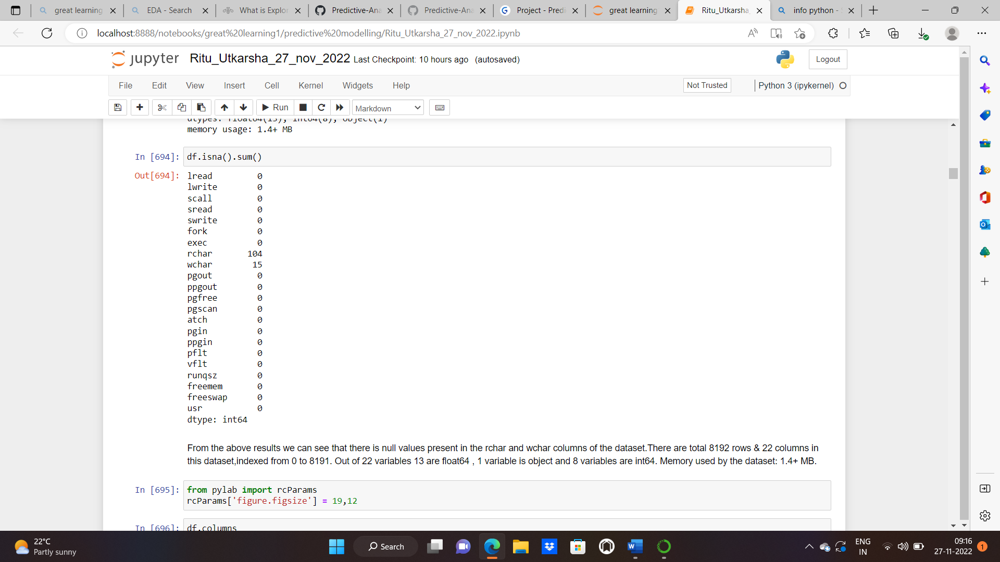 great learning
EDA - Search
What is Explor
Predictive-Ana
Predictive-Ana
Project - Predi
great learning
Ritu_Utkarsha_
info python - S
localhost:8888/notebooks/great%20learning1/predictive%20modelling/Ritu_Utkarsha_27_nov_2022.ipynb
jupyter Ritu_Utkarsha_27_nov_2022 Last Checkpoint: 10 hours ago (autosaved)
Logout
File Edit View Insert Cell Kernel Widgets Help
Not Trusted
Python 3 (ipykernel)
Run
Markdown
dtypes: float64(13), int64(8), object(1)
memory usage: 1.4+ MB
In [694]: df.isna().sum()
Out[694]: lread 0
lwrite 0
scall 0
sread 0
swrite 0
fork 0
exec 0
rchar 104
wchar 15
pgout 0
ppgout 0
pgfree 0
pgscan 0
atch 0
pgin 0
ppgin 0
pflt 0
vflt 0
runqsz 0
freemem 0
freeswap 0
usr 0
dtype: int64
From the above results we can see that there is null values present in the rchar and wchar columns of the dataset.There are total 8192 rows & 22 columns in
this dataset,indexed from 0 to 8191. Out of 22 variables 13 are float64 , 1 variable is object and 8 variables are int64. Memory used by the dataset: 1.4+ MB.
In [695]: from pylab import rcParams
rcParams['figure.figsize'] = 19,12
In [696]: df.columns
22°C
Partly sunny
Search
ENG
IN
09:16
27-11-2022
1